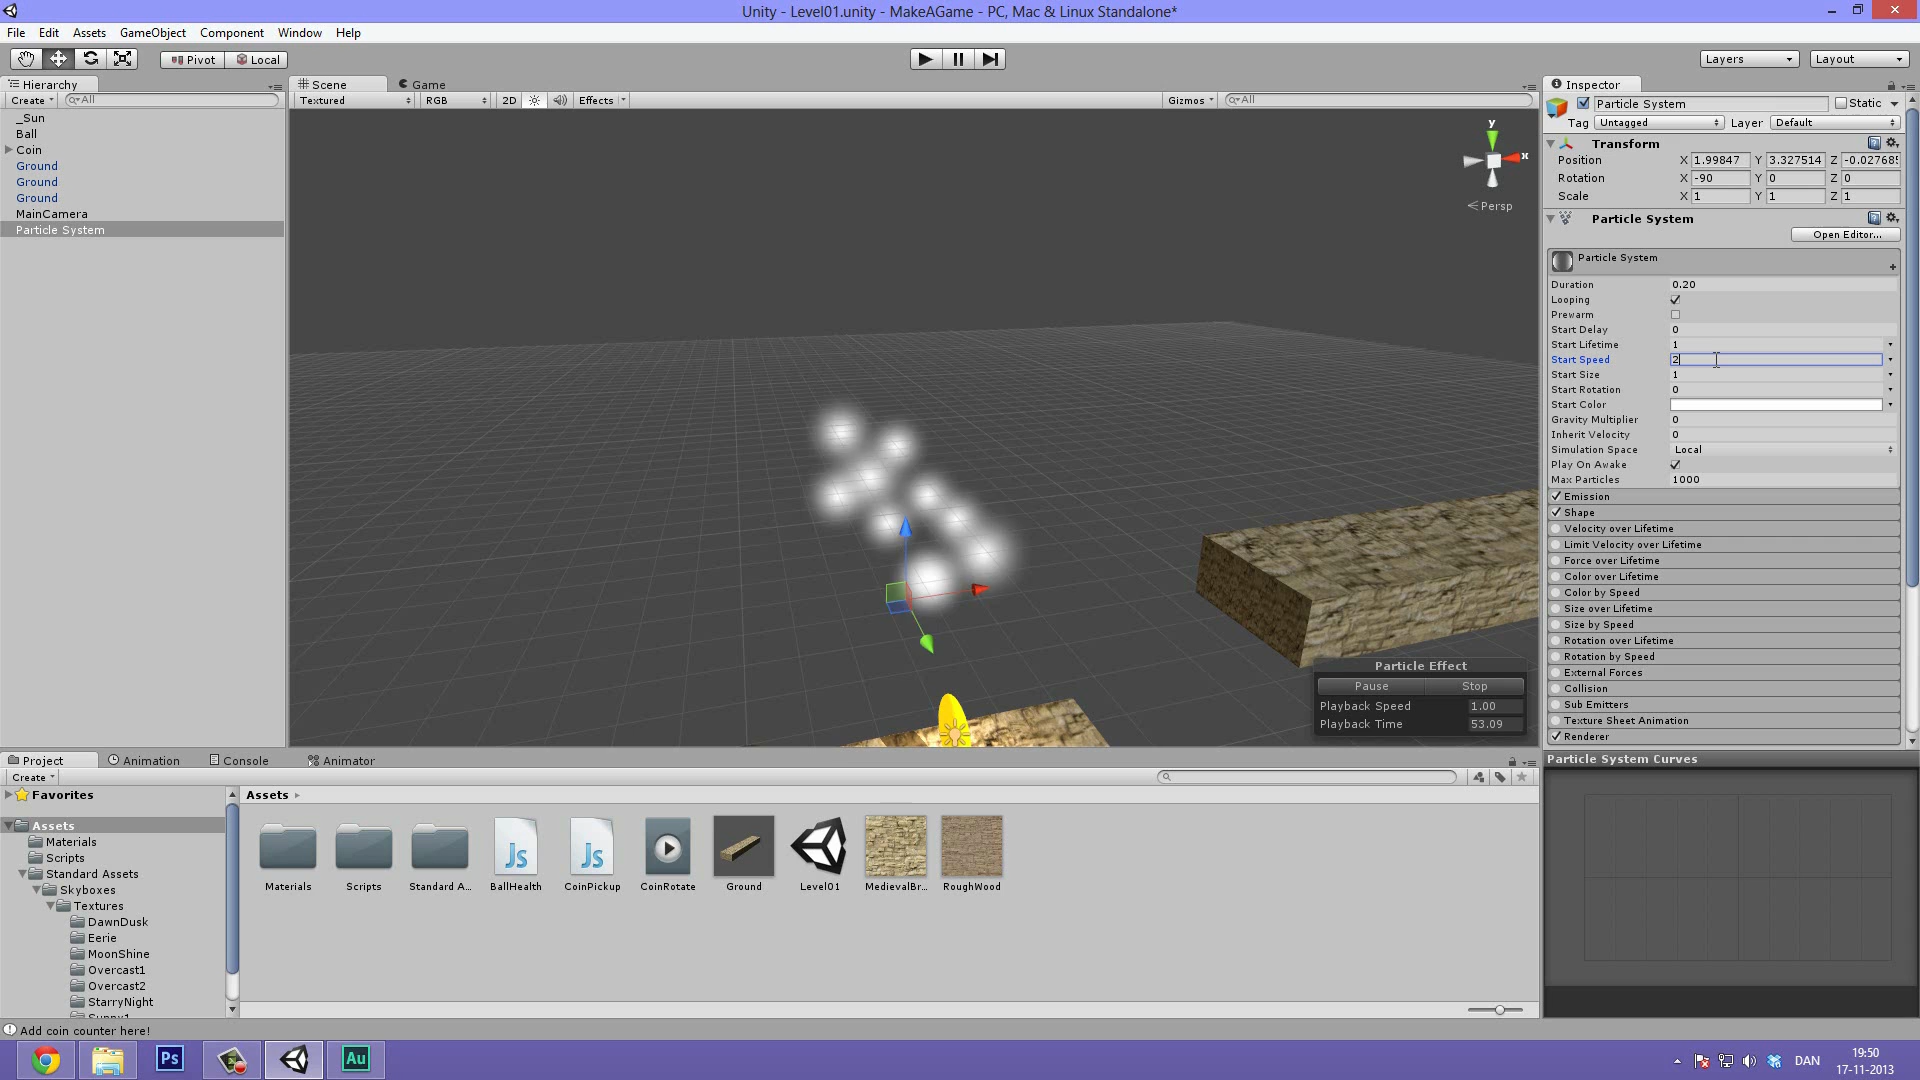 Unity - Level01.unity - MakeAGame - PC, Mac & Linux Standalone*
File Edit Assets GameObject Component Window Help
Pivot Local Layers Layout
Hierarchy
Create All
_Sun
Ball
Coin
Ground
Ground
Ground
MainCamera
Particle System
Scene Game
Textured RGB 2D Effects Gizmos All
y
x
Persp
Particle Effect
Pause Stop
Playback Speed 1.00
Playback Time 53.09
Inspector
Particle System Static
Tag Untagged Layer Default
Transform
Position X 1.99847 Y 3.327514 Z -0.02768
Rotation X -90 Y 0 Z 0
Scale X 1 Y 1 Z 1
Particle System
Open Editor...
Particle System
Duration 0.20
Looping
Prewarm
Start Delay 0
Start Lifetime 1
Start Speed 2
Start Size 1
Start Rotation 0
Start Color
Gravity Multiplier 0
Inherit Velocity 0
Simulation Space Local
Play On Awake
Max Particles 1000
Emission
Shape
Velocity over Lifetime
Limit Velocity over Lifetime
Force over Lifetime
Color over Lifetime
Color by Speed
Size over Lifetime
Size by Speed
Rotation over Lifetime
Rotation by Speed
External Forces
Collision
Sub Emitters
Texture Sheet Animation
Renderer
Particle System Curves
Project Animation Console Animator
Create
Favorites
Assets
Materials
Scripts
Standard Assets
Skyboxes
Textures
DawnDusk
Eerie
MoonShine
Overcast1
Overcast2
StarryNight
Sunny1
Assets
Js Js
Materials Scripts Standard A... BallHealth CoinPickup CoinRotate Ground Level01 MedievalBr... RoughWood
Add coin counter here!
Ps Au
DAN
19:50
17-11-2013